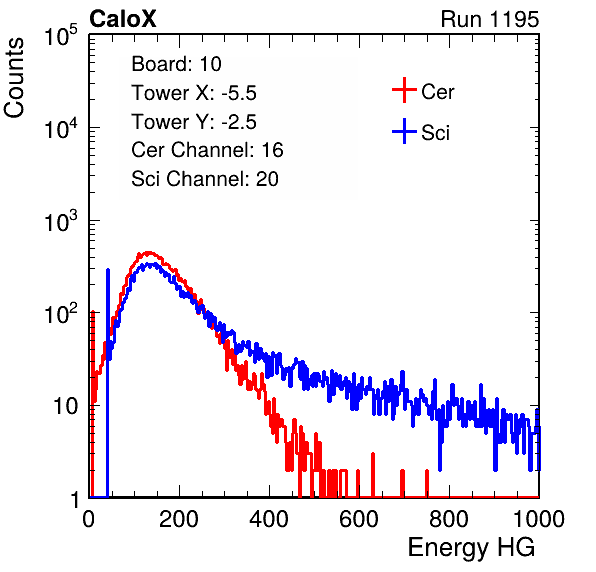 CaloX Run 1195
Counts
10^5
10^4
10^3
10^2
10
1
Board: 10
Tower X: -5.5
Tower Y: -2.5
Cer Channel: 16
Sci Channel: 20
Cer
Sci
0 200 400 600 800 1000
Energy HG